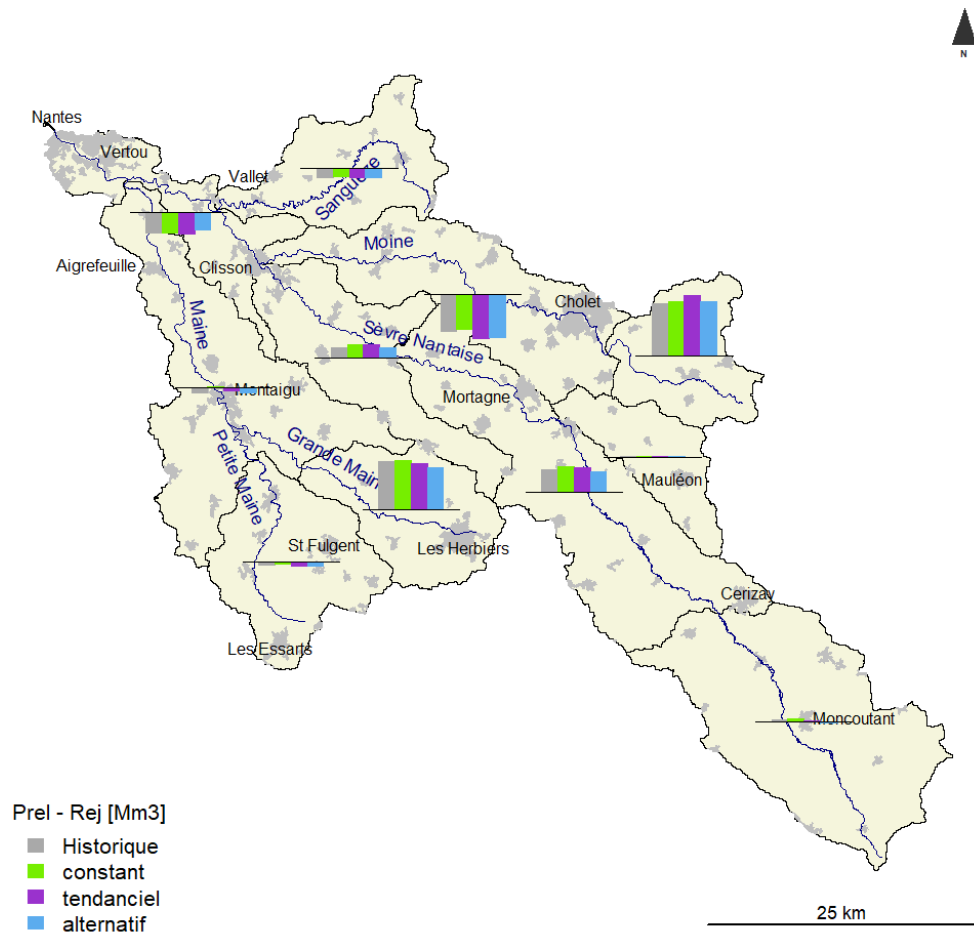 N
Nantes
Vertou
Vallet
Sanguèze
Moine
Aigrefeuille
Clisson
Cholet
Maine
Sèvre Nantaise
Montaigu
Mortagne
Grande Maine
Petite Maine
Mauléon
St Fulgent
Les Herbiers
Cerizay
Les Essarts
Moncoutant
Prel - Rej [Mm3]
Historique
constant
tendanciel
alternatif
25 km